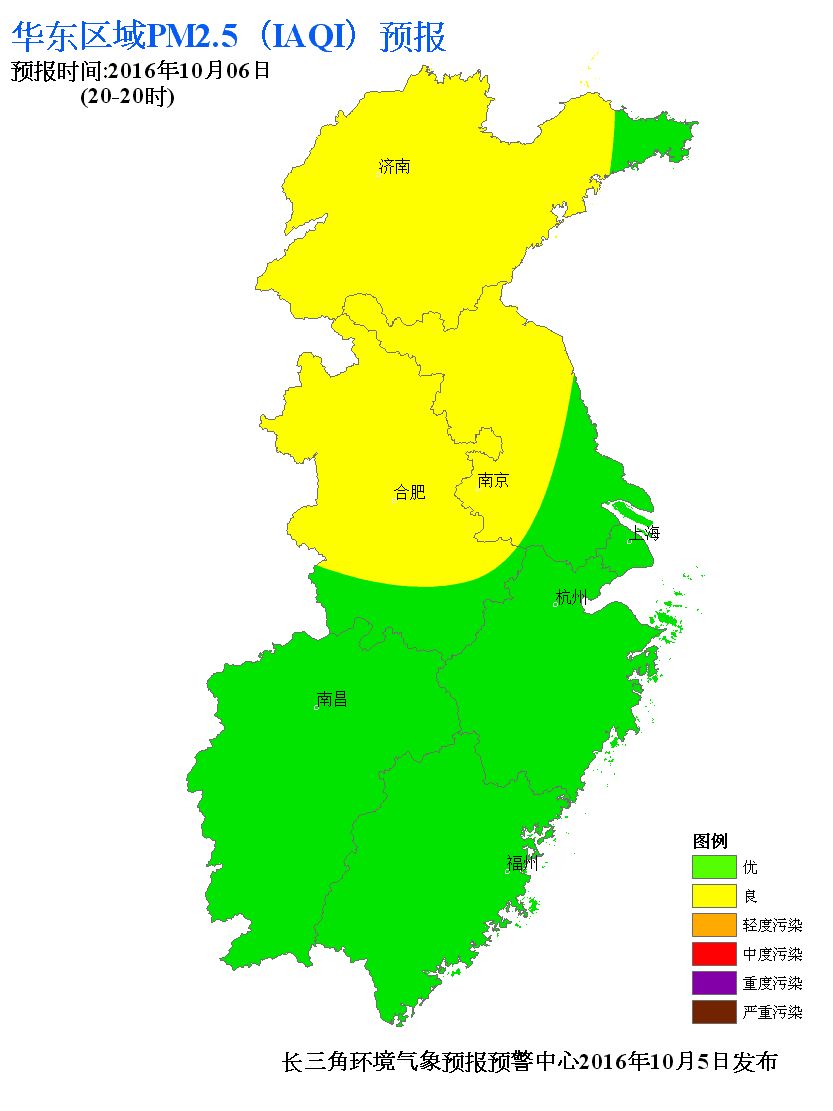 华东区域PM2.5（IAQI）预报
预报时间:2016年10月06日
(20-20时)
济南
南京
合肥
上海
杭州
南昌
福州
图例
优
良
轻度污染
中度污染
重度污染
严重污染
长三角环境气象预报预警中心2016年10月5日发布